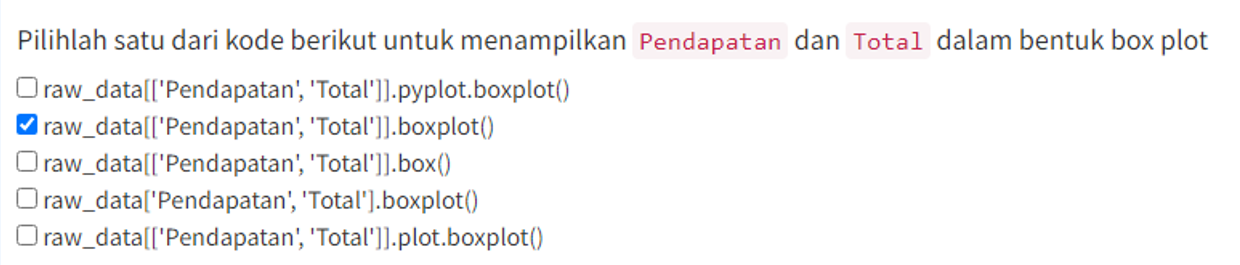 Pilihlah satu dari kode berikut untuk menampilkan Pendapatan dan Total dalam bentuk box plot
raw_data[['Pendapatan', 'Total']].pyplot.boxplot()
raw_data[['Pendapatan', 'Total']].boxplot()
raw_data[['Pendapatan', 'Total']].box()
raw_data['Pendapatan', 'Total'].boxplot()
raw_data[['Pendapatan', 'Total']].plot.boxplot()